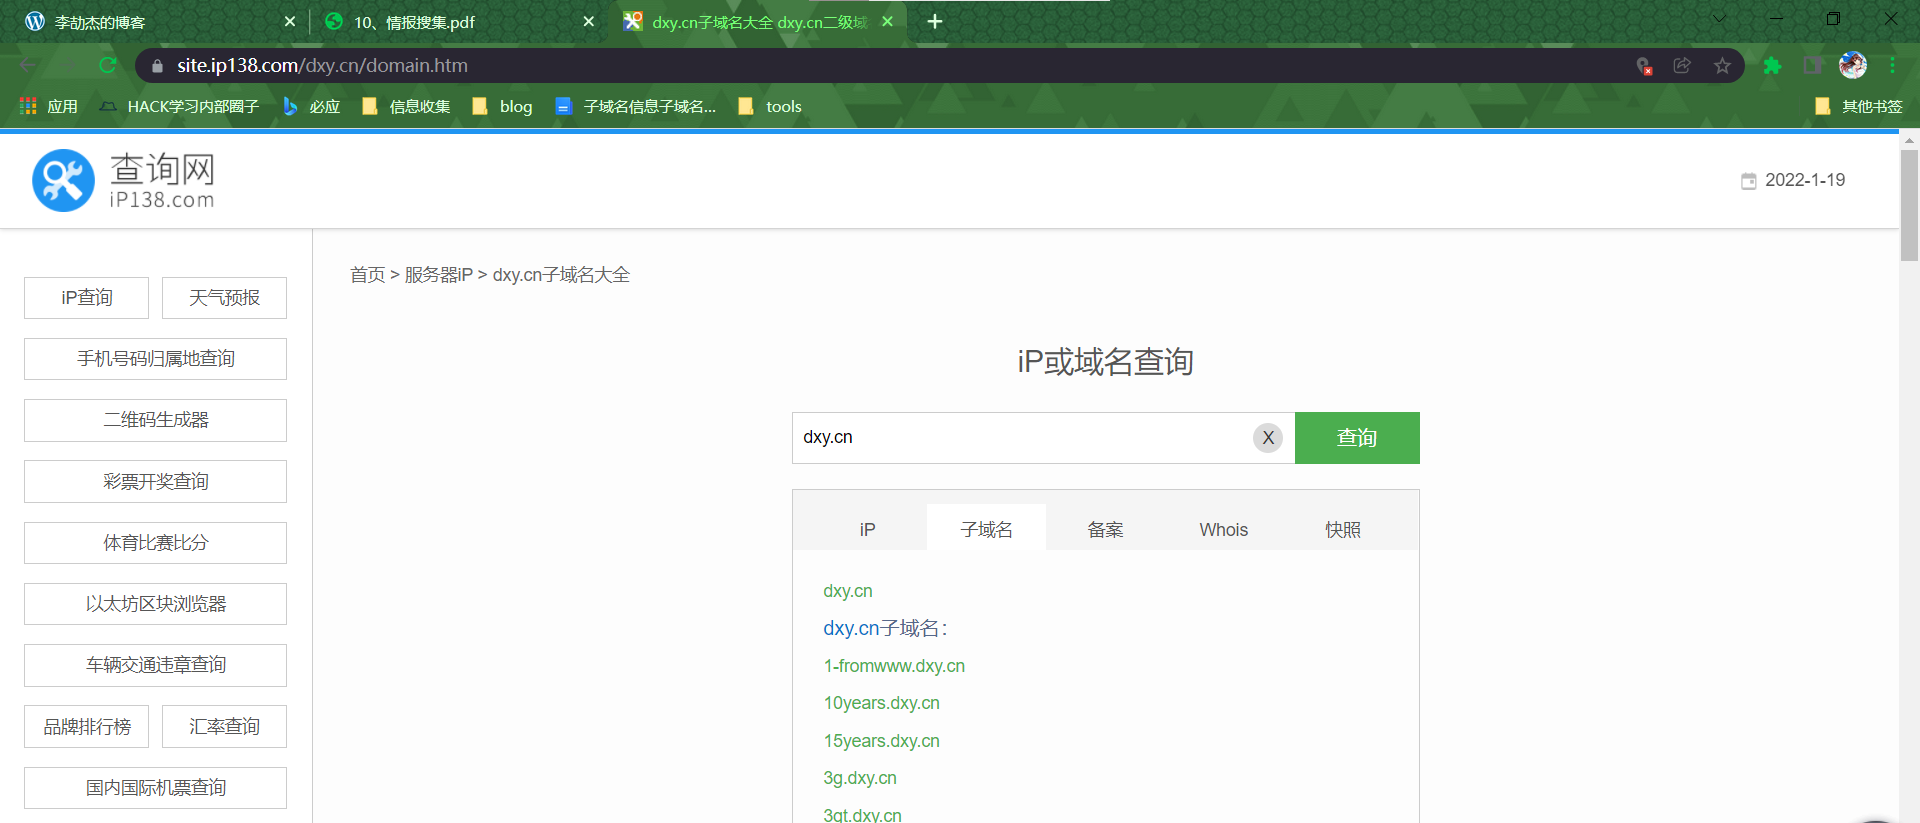 李劼杰的博客
10、情报搜集.pdf
dxy.cn子域名大全 dxy.cn二级域
site.ip138.com/dxy.cn/domain.htm
应用
HACK学习内部圈子
必应
信息收集
blog
子域名信息子域名...
tools
其他书签
查询网
iP138.com
2022-1-19
首页 > 服务器iP > dxy.cn子域名大全
iP查询
天气预报
手机号码归属地查询
二维码生成器
彩票开奖查询
体育比赛比分
以太坊区块浏览器
车辆交通违章查询
品牌排行榜
汇率查询
国内国际机票查询
iP或域名查询
dxy.cn
X
查询
iP
子域名
备案
Whois
快照
dxy.cn
dxy.cn子域名：
1-fromwww.dxy.cn
10years.dxy.cn
15years.dxy.cn
3g.dxy.cn
3gt.dxy.cn